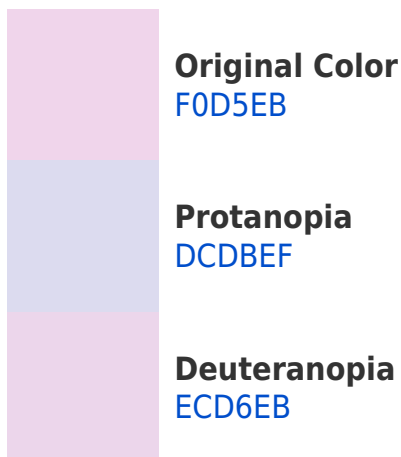 Original Color
F0D5EB
Protanopia
DCDBEF
Deuteranopia
ECD6EB